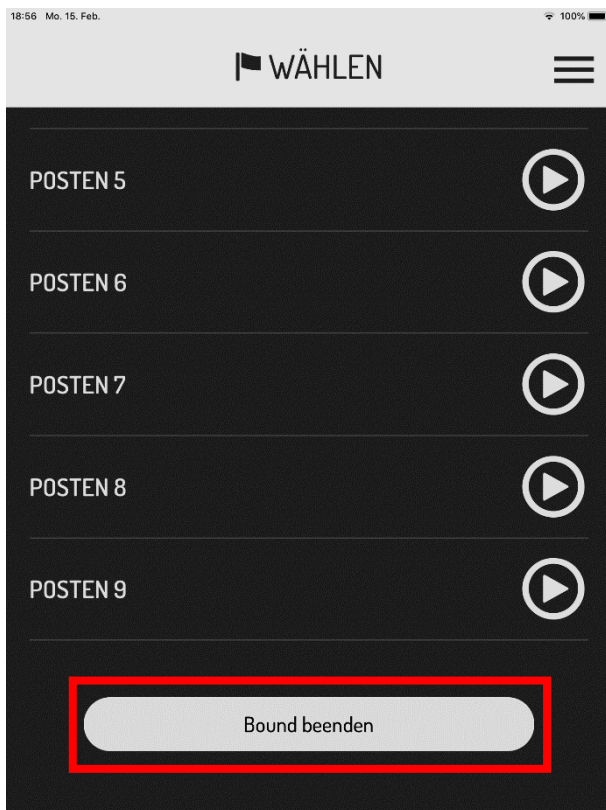 18:56 Mo. 15. Feb.
100%
WÄHLEN
POSTEN 5
POSTEN 6
POSTEN 7
POSTEN 8
POSTEN 9
Bound beenden